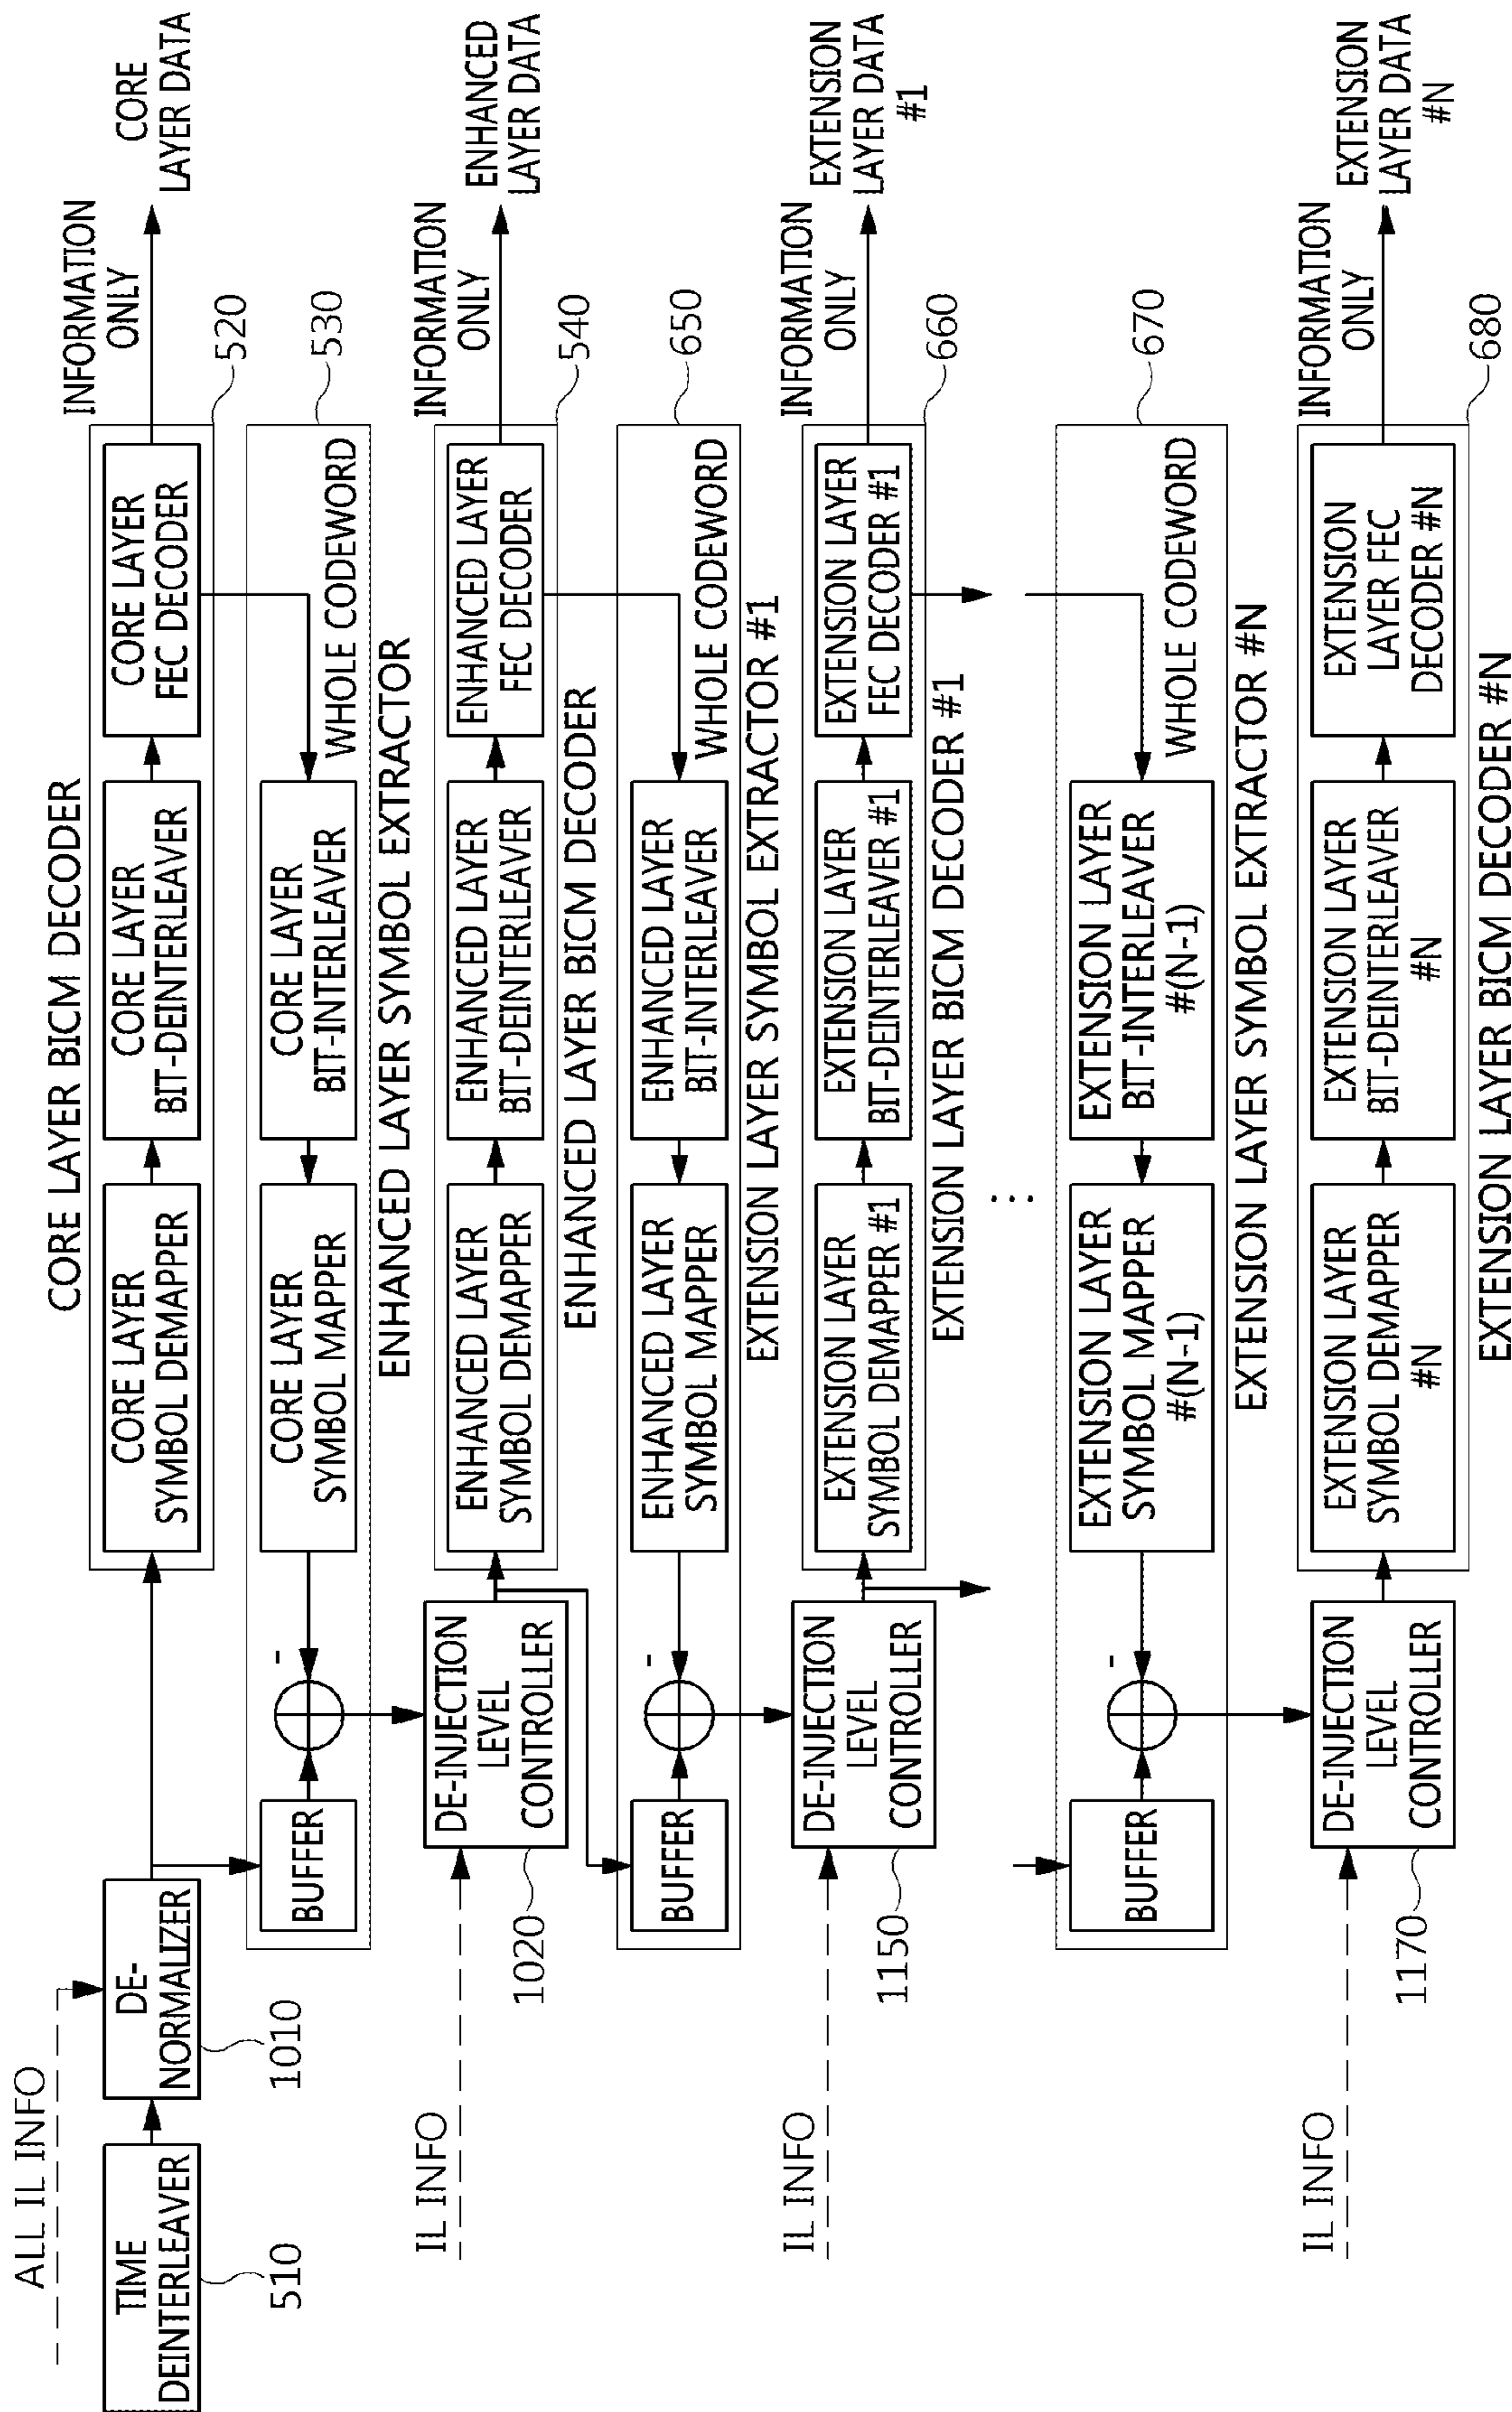 ALL IL INFO
TIME
DEINTERLEAVER
510
DE-
NORMALIZER
1010
CORE LAYER BICM DECODER
CORE LAYER
SYMBOL DEMAPPER
CORE LAYER
BIT-DEINTERLEAVER
CORE LAYER
FEC DECODER
520
INFORMATION
ONLY
CORE
LAYER DATA
BUFFER
-
CORE LAYER
SYMBOL MAPPER
CORE LAYER
BIT-INTERLEAVER
WHOLE CODEWORD
530
ENHANCED LAYER SYMBOL EXTRACTOR
IL INFO
DE-INJECTION
LEVEL
CONTROLLER
1020
ENHANCED LAYER
SYMBOL DEMAPPER
ENHANCED LAYER
BIT-DEINTERLEAVER
ENHANCED LAYER
FEC DECODER
540
INFORMATION
ONLY
ENHANCED
LAYER DATA
ENHANCED LAYER BICM DECODER
BUFFER
-
ENHANCED LAYER
SYMBOL MAPPER
ENHANCED LAYER
BIT-INTERLEAVER
WHOLE CODEWORD
650
EXTENSION LAYER SYMBOL EXTRACTOR #1
IL INFO
DE-INJECTION
LEVEL
CONTROLLER
1150
EXTENSION LAYER
SYMBOL DEMAPPER #1
EXTENSION LAYER
BIT-DEINTERLEAVER #1
EXTENSION LAYER
FEC DECODER #1
660
INFORMATION
ONLY
EXTENSION
LAYER DATA
#1
EXTENSION LAYER BICM DECODER #1
...
BUFFER
-
EXTENSION LAYER
SYMBOL MAPPER
#(N-1)
EXTENSION LAYER
BIT-INTERLEAVER
#(N-1)
WHOLE CODEWORD
670
EXTENSION LAYER SYMBOL EXTRACTOR #N
IL INFO
DE-INJECTION
LEVEL
CONTROLLER
1170
EXTENSION LAYER
SYMBOL DEMAPPER
#N
EXTENSION LAYER
BIT-DEINTERLEAVER
#N
EXTENSION
LAYER FEC
DECODER #N
680
INFORMATION
ONLY
EXTENSION
LAYER DATA
#N
EXTENSION LAYER BICM DECODER #N